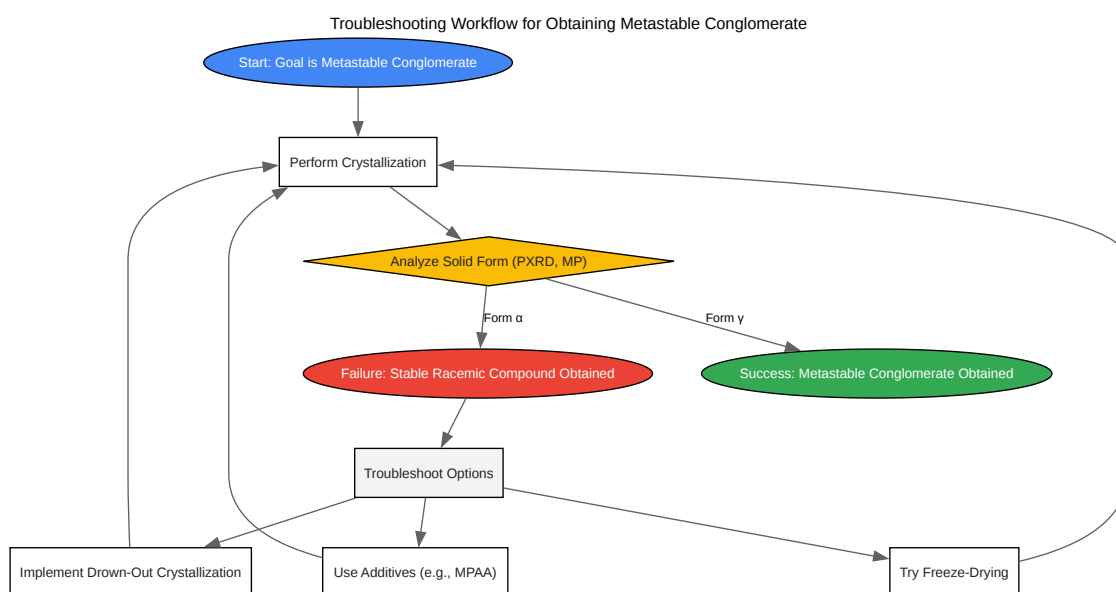 Troubleshooting Workflow for Obtaining Metastable Conglomerate
Start: Goal is Metastable Conglomerate
Perform Crystallization
Analyze Solid Form (PXRD, MP)
Form α
Form γ
Failure: Stable Racemic Compound Obtained
Success: Metastable Conglomerate Obtained
Troubleshoot Options
Implement Drown-Out Crystallization
Use Additives (e.g., MPAA)
Try Freeze-Drying